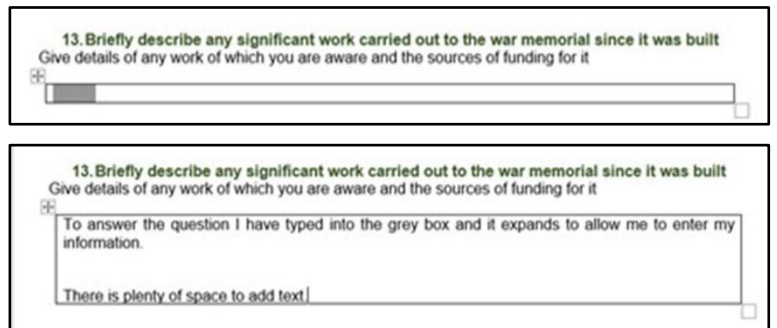 13.Briefly describe any significant work carried out to the war memorial since it was built
Give details of any work of which you are aware and the sources of funding for it
13.Briefly describe any significant work carried out to the war memorial since it was built
Give details of any work of which you are aware and the sources of funding for it
To answer the question I have typed into the grey box and it expands to allow me to enter my
information.
There is plenty of space to add text